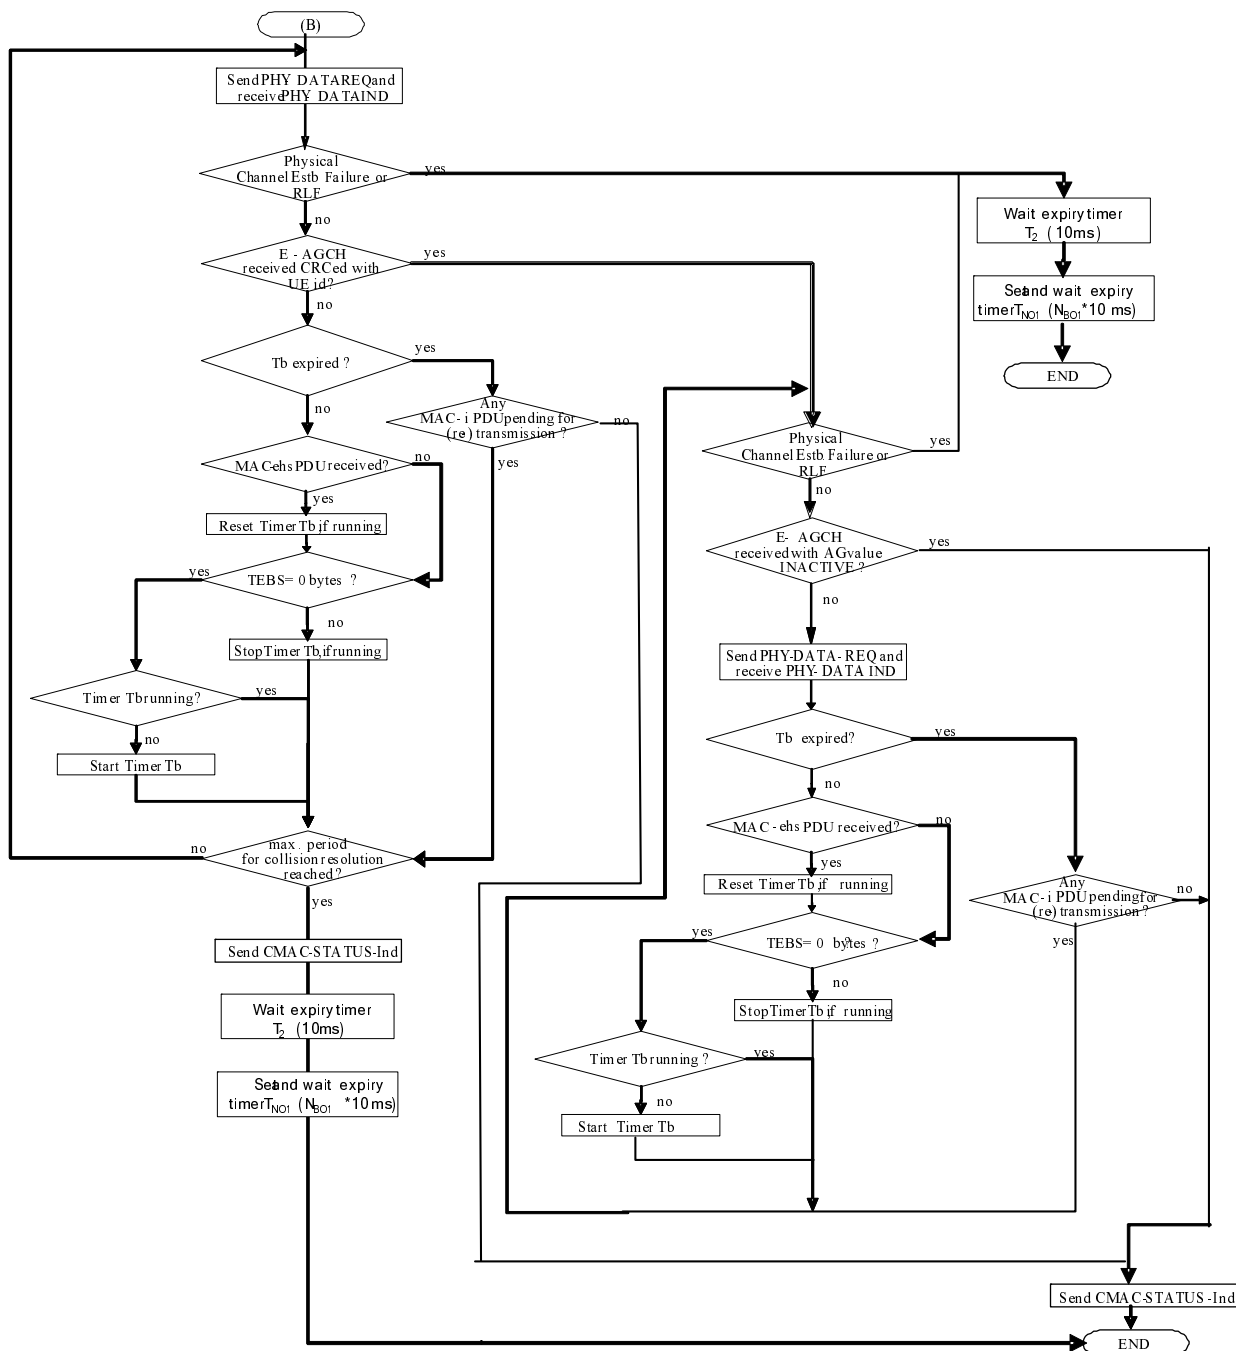 (B)
Send PHY DATAREQ and
receive PHY DATAIND
Physical
Channel Estb Failure or
RLF
yes
no
E - AGCH
received CRCed with
UE id?
yes
no
Tb expired ?
yes
no
Any
MAC- i PDU pending for
(re-) transmission ?
no
yes
MAC-ehs PDU received?
no
yes
Reset Timer Tb,if running
TEBS= 0 bytes ?
yes
no
Stop Timer Tb,if running
Timer Tb running?
yes
no
Start Timer Tb
max. period
for collision resolution
reached?
no
yes
Send CMAC-STATUS-Ind
Wait expiry timer
T2 (10ms)
Set and wait expiry
timer TNO1 (NBO1 *10 ms)
Wait expiry timer
T2 (10ms)
Set and wait expiry
timer TNO1 (NBO1 *10 ms)
END
Physical
Channel Estb Failure or
RLF
yes
no
E- AGCH
received with AG value
INACTIVE ?
yes
no
Send PHY-DATA- REQ and
receive PHY- DATA IND
Tb expired?
yes
no
MAC - ehs PDU received?
no
yes
Reset Timer Tb,if running
Any
MAC- i PDU pending for
(re-) transmission ?
no
yes
TEBS= 0 bytes ?
yes
no
Stop Timer Tb,if running
Timer Tb running ?
yes
no
Start Timer Tb
Send CMAC-STATUS -Ind
END